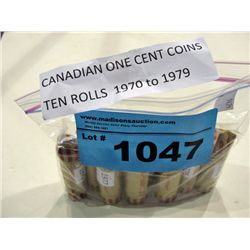 CANADIAN ONE CENT COINS
TEN ROLLS 1970 to 1979
www.madisonsauction.com
Lot #
1047